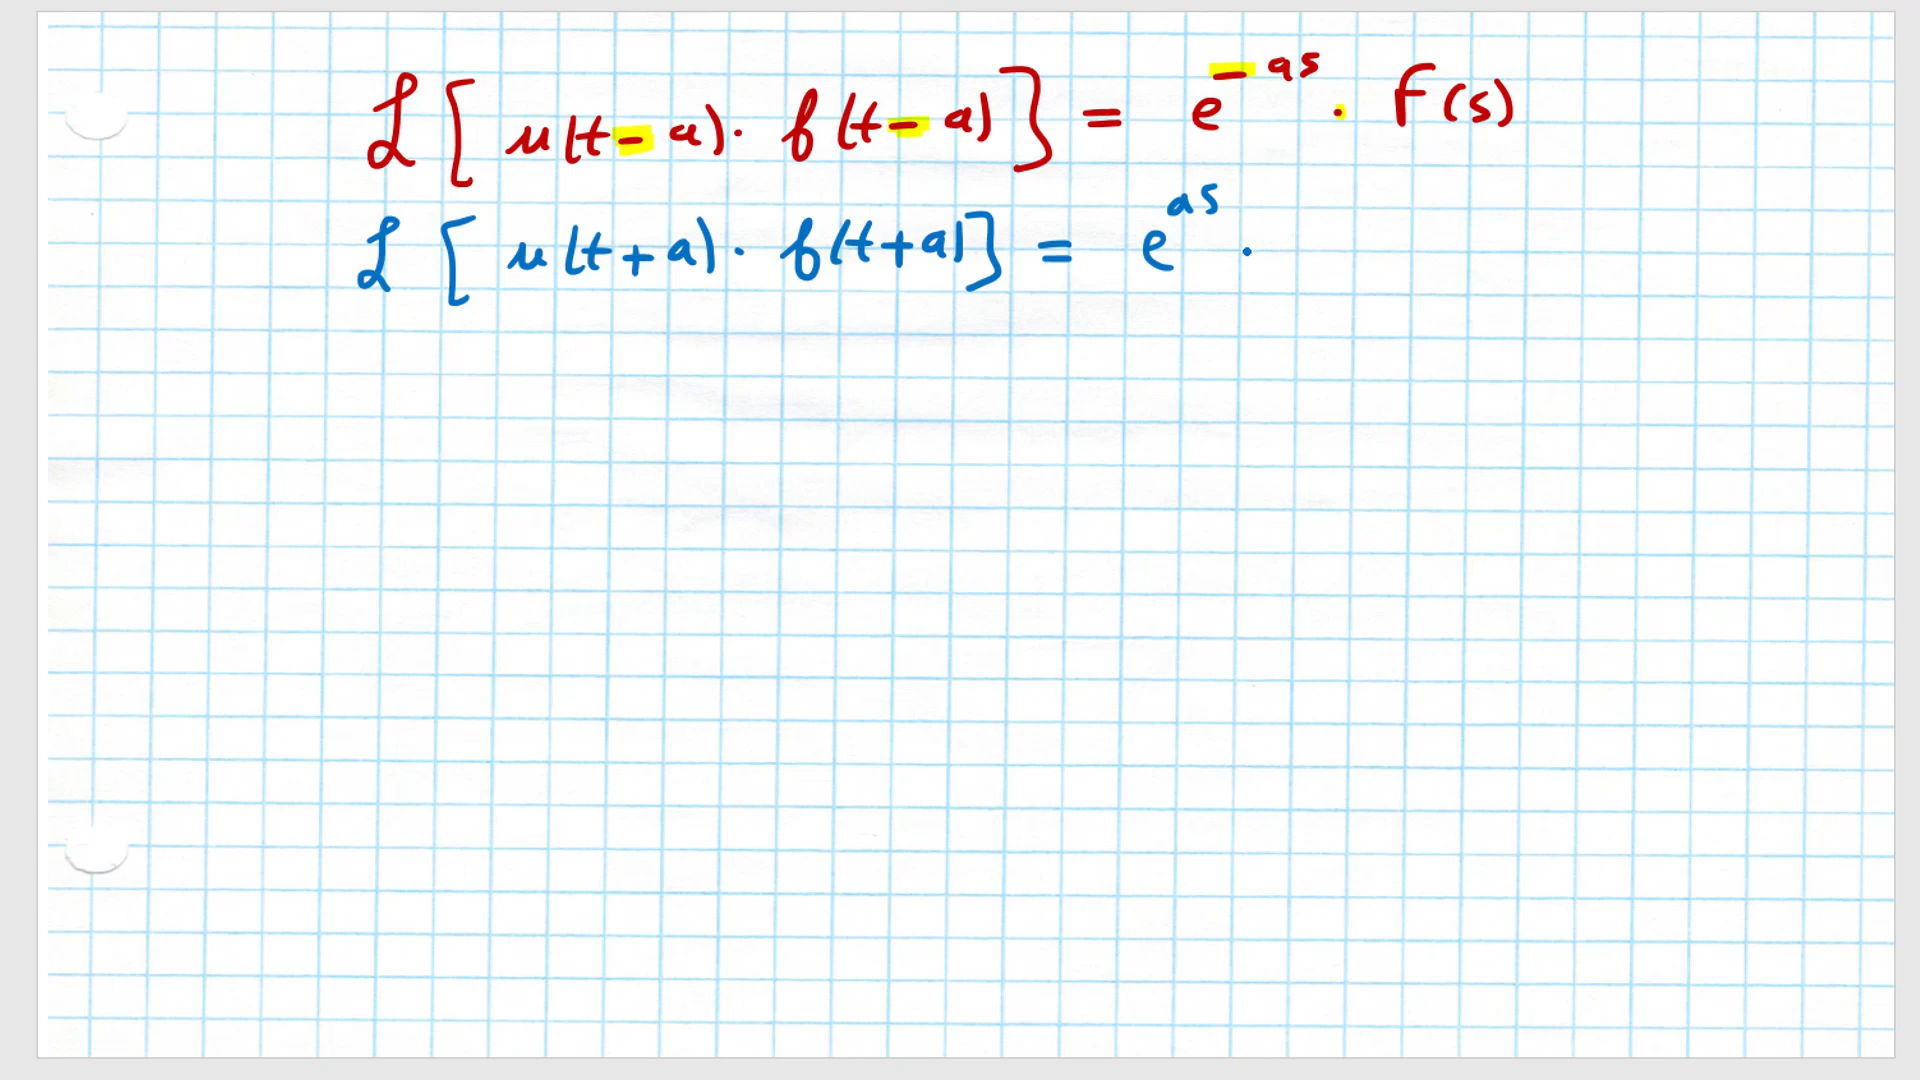 ℒ[u(t-a)·f(t-a)] = e^{-as}·F(s)
ℒ[u(t+a)·f(t+a)] = e^{as}·